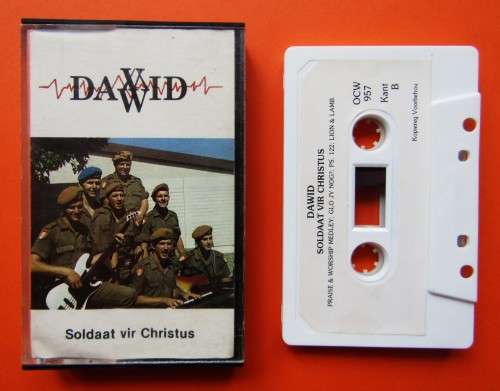 DAWID
Soldaat vir Christus
OCW
957
Kant
B
DAWID
SOLDAAT VIR CHRISTUS
PRAISE & WORSHIP MEDLEY: GLO JY NOG?: PS. 122: LION & LAMB.
Kopiereg Voorbehou